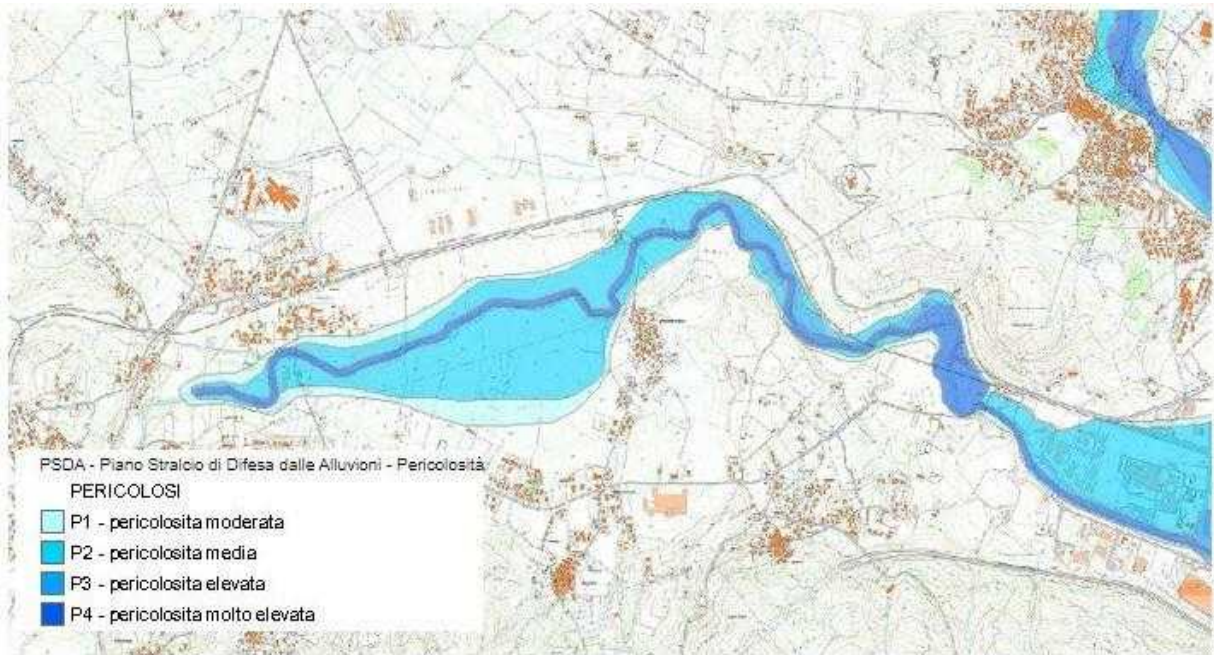 PSDA - Piano Stralcio di Difesa dalle Alluvioni - Pericolosità
PERICOLOSI
P1 - pericolosita moderata
P2 - pericolosita media
P3 - pericolosita elevata
P4 - pericolosita molto elevata